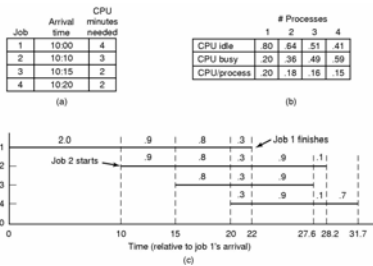 CPU
Arrival minutes
Job time needed
1 10:00 4
2 10:10 3
3 10:15 2
4 10:20 2
(a)
# Processes
1 2 3 4
CPU idle .80 .64 .51 .41
CPU busy .20 .36 .49 .59
CPU/process .20 .18 .16 .15
(b)
2.0 .9 .8 .3 Job 1 finishes
1
Job 2 starts .9 .8 .3 .9 .1
2
.8 .3 .9
3
.3 .9 .1 .7
4
0 10 15 20 22 27.6 28.2 31.7
Time (relative to job 1's arrival)
(c)